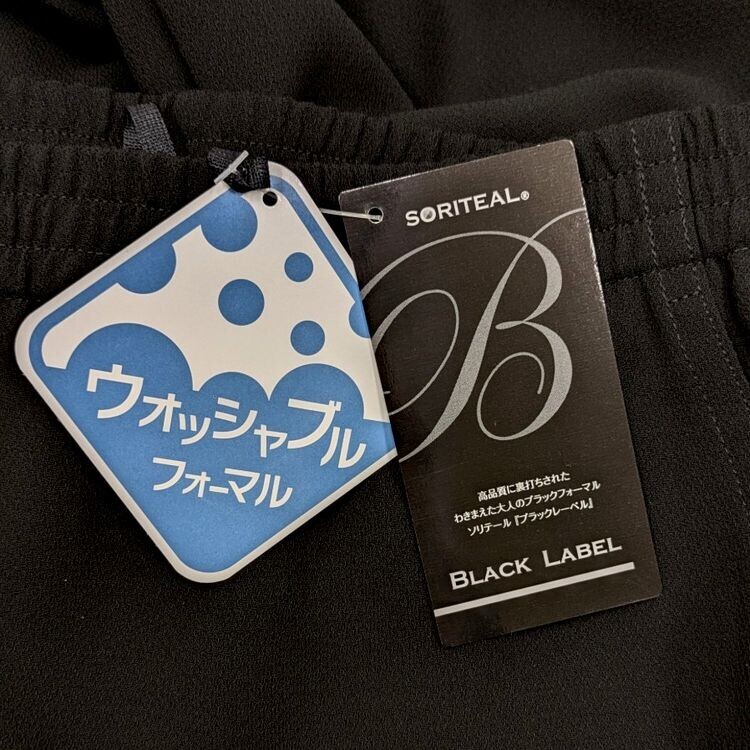 ウォッシャブル
フォーマル
SORITEAL®
B
高品質に裏打ちされた
わきまえた大人のブラックフォーマル
ソリテール『ブラックレーベル』
BLACK LABEL